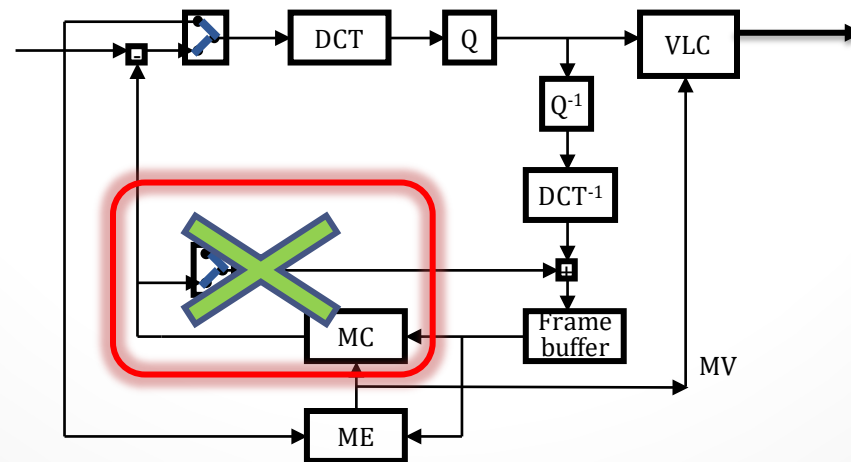 -
DCT
Q
VLC
Q-1
DCT-1
+
MC
Frame
buffer
MV
ME